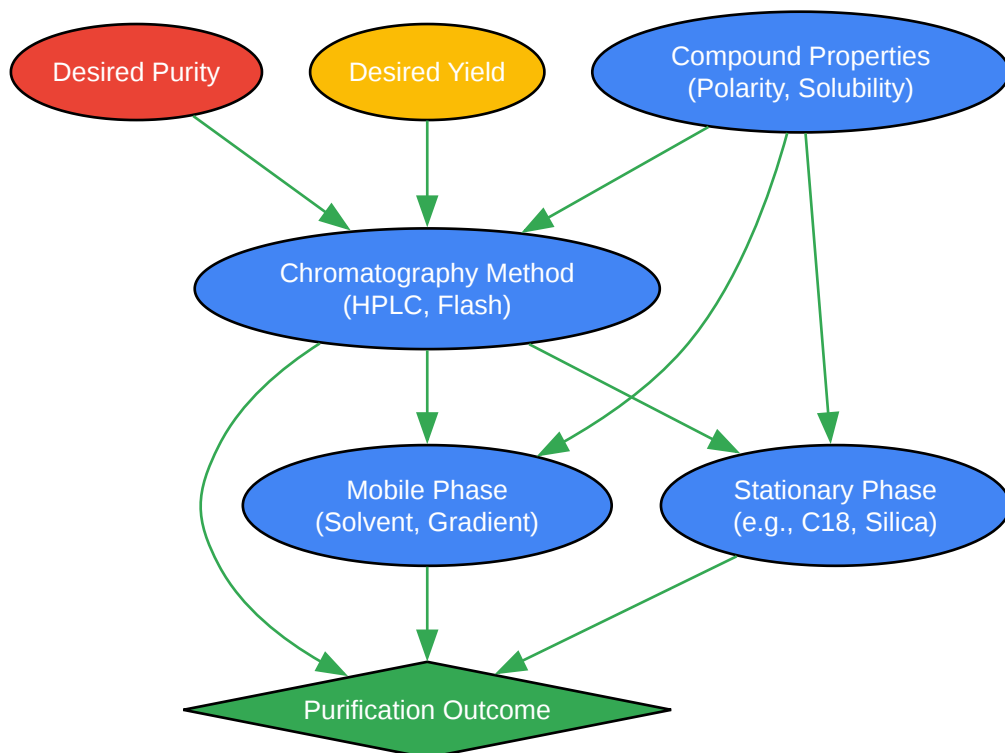 Desired Purity
Desired Yield
Compound Properties
(Polarity, Solubility)
Chromatography Method
(HPLC, Flash)
Mobile Phase
(Solvent, Gradient)
Stationary Phase
(e.g., C18, Silica)
Purification Outcome